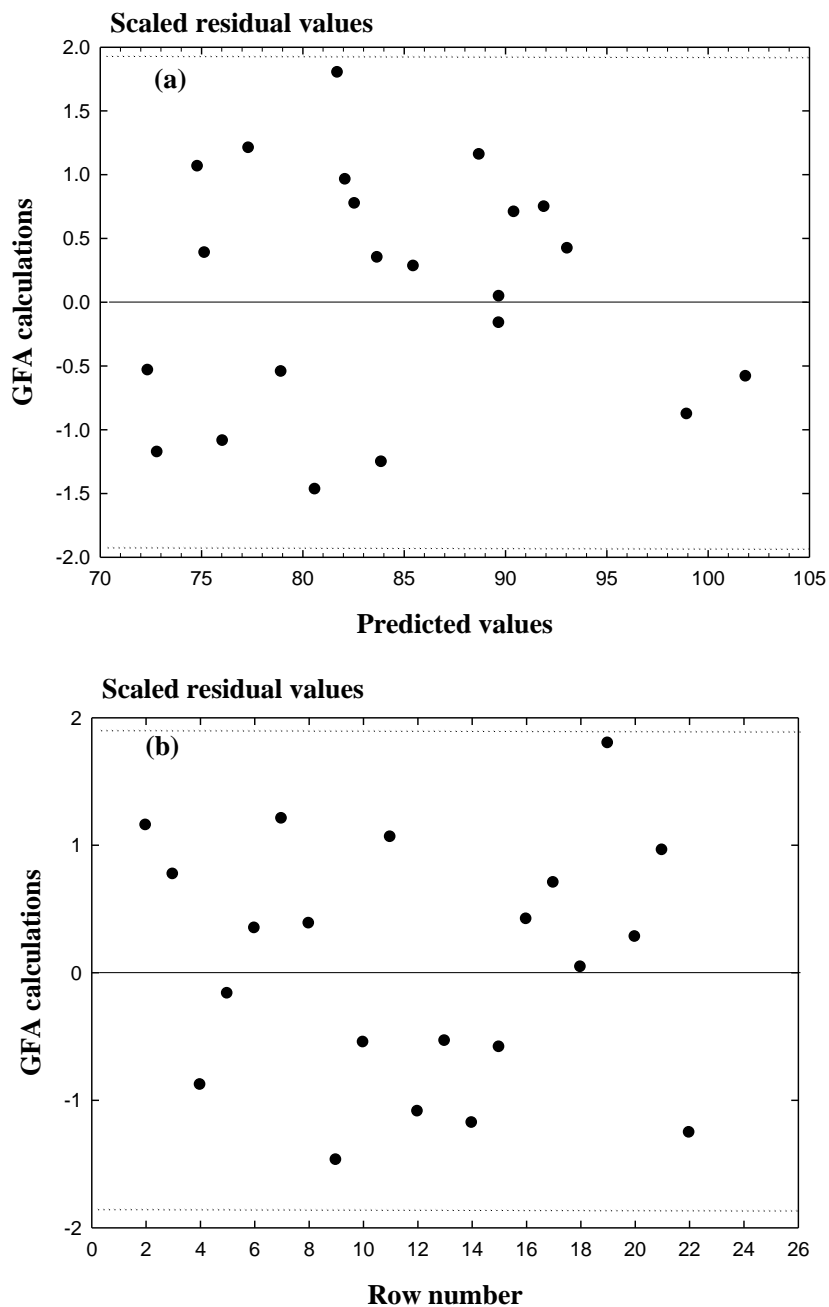 Scaled residual values
(a)
2.0
1.5
1.0
0.5
0.0
-0.5
-1.0
-1.5
-2.0
GFA calculations
70 75 80 85 90 95 100 105
Predicted values
Scaled residual values
(b)
2
1
0
-1
-2
GFA calculations
0 2 4 6 8 10 12 14 16 18 20 22 24 26
Row number